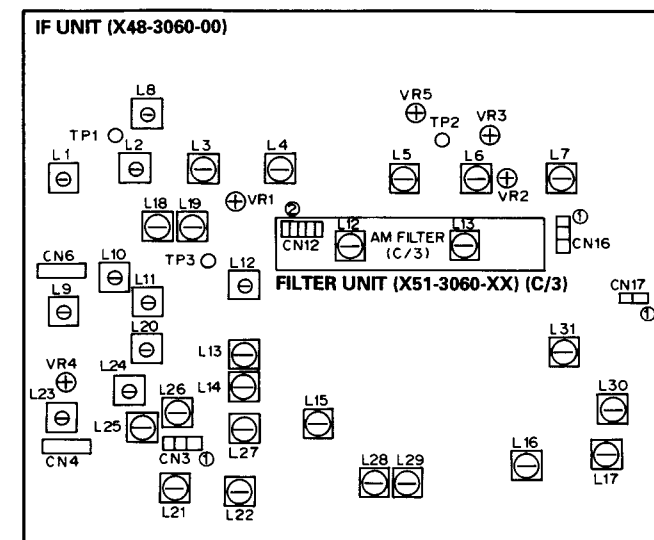 IF UNIT (X48-3060-00)
L8
VR5
TP1
TP2
VR3
L1
L2
L3
L4
L5
L6
L7
VR2
VR1
L18
L19
②
①
CN12
L12
AM FILTER
(C/3)
L13
CN16
TP3
CN6
L10
L12
FILTER UNIT (X51-3060-XX) (C/3)
L9
L11
CN17
①
L20
L13
L31
VR4
L24
L14
L23
L26
L15
L30
L25
L27
CN4
CN3
①
L28
L29
L16
L17
L21
L22